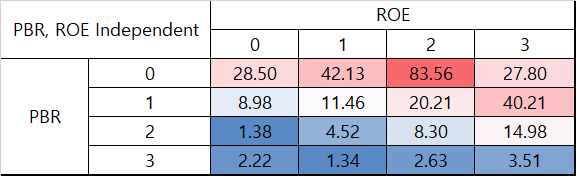 PBR, ROE Independent ROE
0 1 2 3
PBR
0 28.50 42.13 83.56 27.80
1 8.98 11.46 20.21 40.21
2 1.38 4.52 8.30 14.98
3 2.22 1.34 2.63 3.51